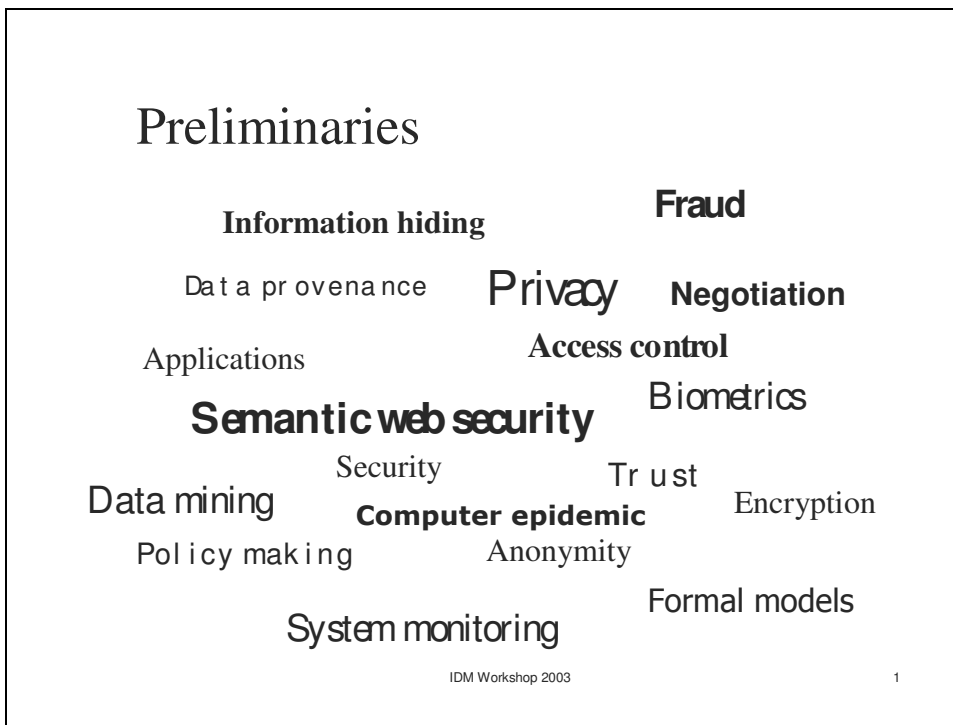 Preliminaries
Fraud
Information hiding
Data provenance
Privacy
Negotiation
Applications
Access control
Biometrics
Semantic web security
Security
Trust
Data mining
Computer epidemic
Encryption
Policy making
Anonymity
Formal models
System monitoring
IDM Workshop 2003
1